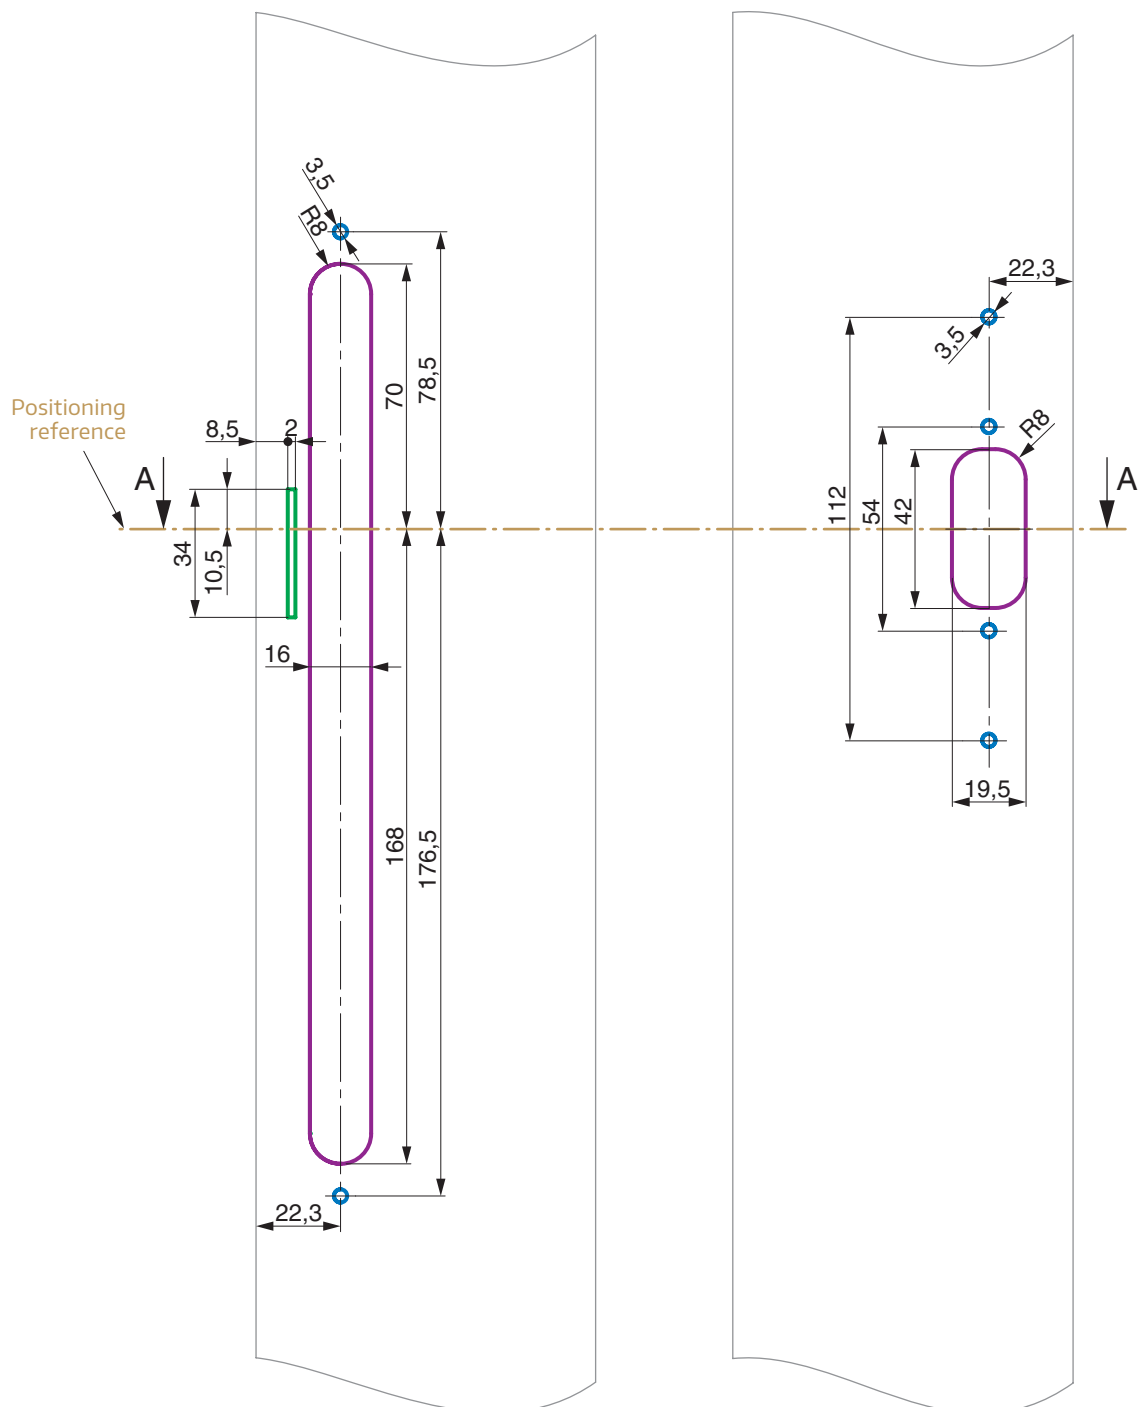 3,5
R8
22,3
3,5
78,5
70
Positioning
reference
8,5
2
R8
A
A
112
54
42
34
10,5
16
19,5
168
176,5
22,3